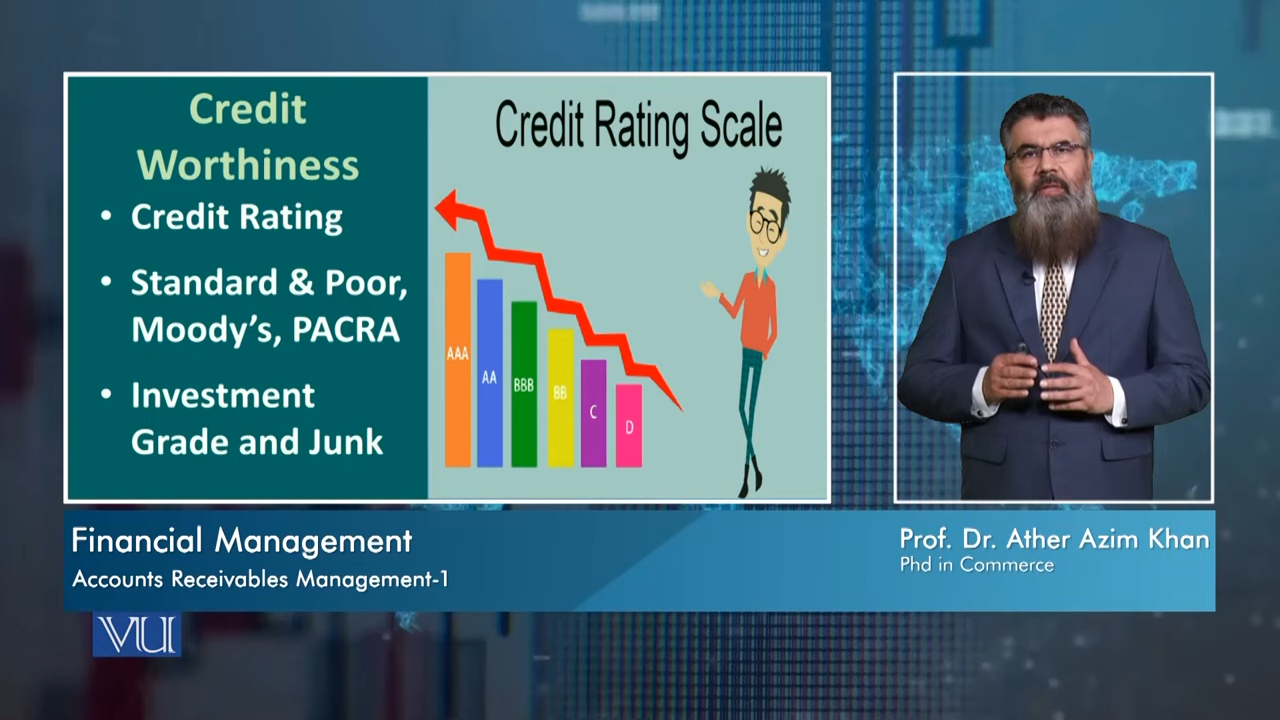 Credit
Worthiness
• Credit Rating
• Standard & Poor,
Moody's, PACRA
• Investment
Grade and Junk
Credit Rating Scale
AAA
AA
BBB
BB
C
D
Financial Management
Accounts Receivables Management-1
Prof. Dr. Ather Azim Khan
Phd in Commerce
VU